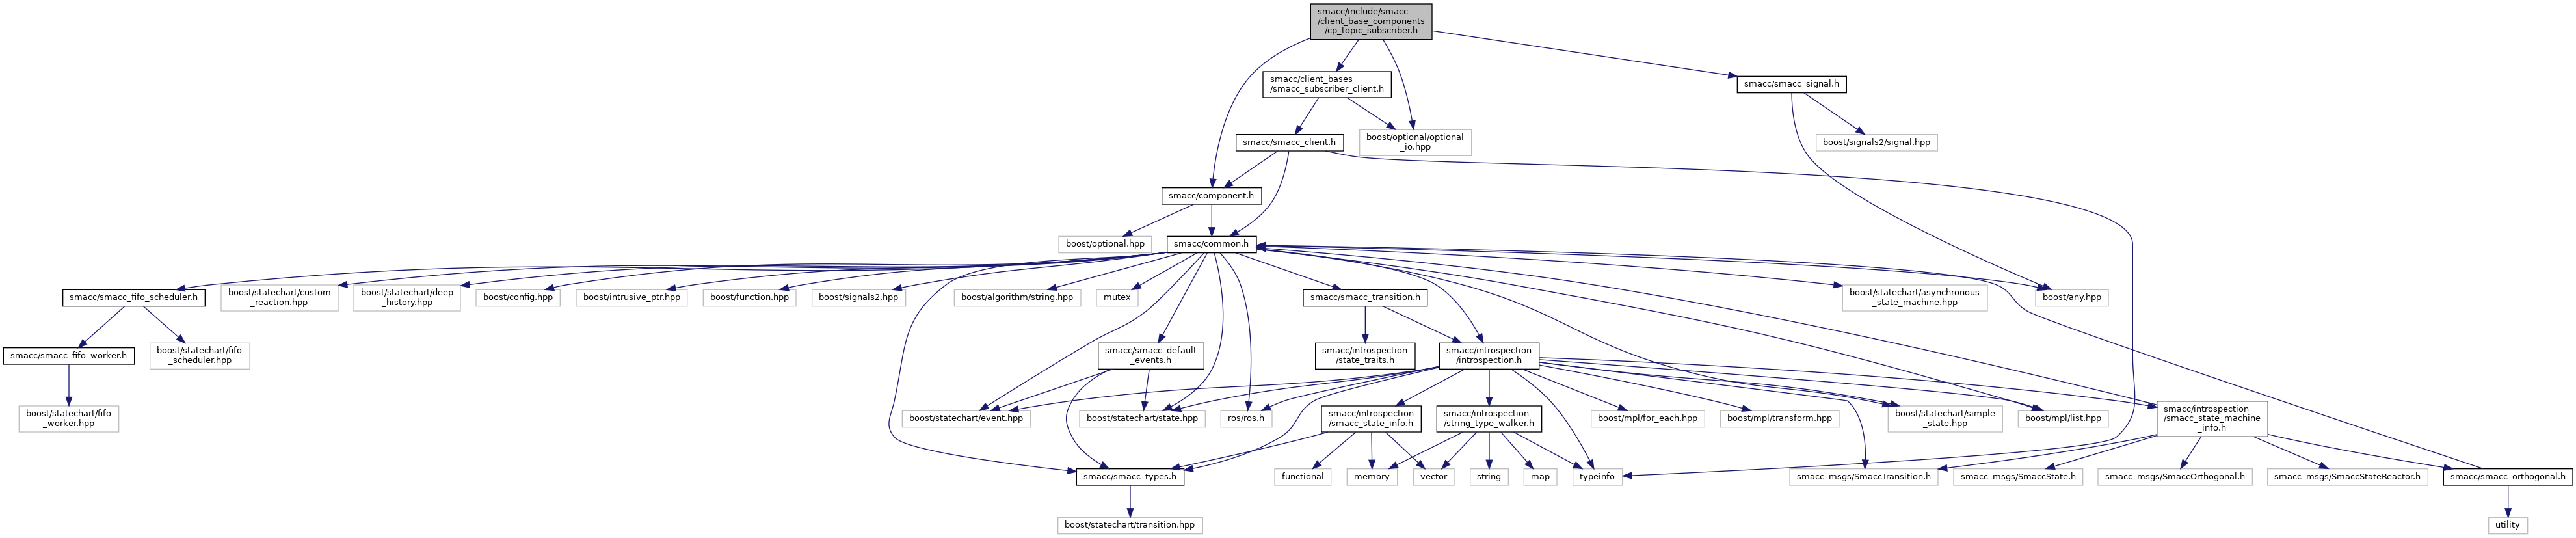 smacc/include/smacc
/client_base_components
/cp_topic_subscriber.h
smacc/client_bases
/smacc_subscriber_client.h
smacc/smacc_signal.h
boost/optional/optional
_io.hpp
smacc/smacc_client.h
boost/signals2/signal.hpp
smacc/component.h
boost/optional.hpp
smacc/common.h
smacc/smacc_fifo_scheduler.h
boost/statechart/custom
_reaction.hpp
boost/statechart/deep
_history.hpp
boost/config.hpp
boost/intrusive_ptr.hpp
boost/function.hpp
boost/signals2.hpp
boost/algorithm/string.hpp
mutex
smacc/smacc_transition.h
boost/statechart/asynchronous
_state_machine.hpp
boost/any.hpp
smacc/smacc_fifo_worker.h
boost/statechart/fifo
_scheduler.hpp
smacc/smacc_default
_events.h
smacc/introspection
/state_traits.h
smacc/introspection
/introspection.h
boost/statechart/fifo
_worker.hpp
boost/statechart/event.hpp
boost/statechart/state.hpp
ros/ros.h
smacc/introspection
/smacc_state_info.h
smacc/introspection
/string_type_walker.h
boost/mpl/for_each.hpp
boost/mpl/transform.hpp
boost/statechart/simple
_state.hpp
boost/mpl/list.hpp
smacc/introspection
/smacc_state_machine
_info.h
smacc/smacc_types.h
functional
memory
vector
string
map
typeinfo
smacc_msgs/SmaccTransition.h
smacc_msgs/SmaccState.h
smacc_msgs/SmaccOrthogonal.h
smacc_msgs/SmaccStateReactor.h
smacc/smacc_orthogonal.h
boost/statechart/transition.hpp
utility